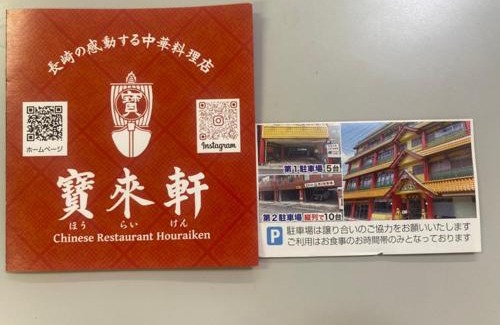 長崎の感動する中華料理店
寶
ホームページ
Instagram
寶來軒
ほう らい けん
Chinese Restaurant Houraiken
第1駐車場 5台
第2駐車場 縦列で10台
P 駐車場は譲り合いのご協力をお願いいたします
ご利用はお食事のお時間帯のみとなっております